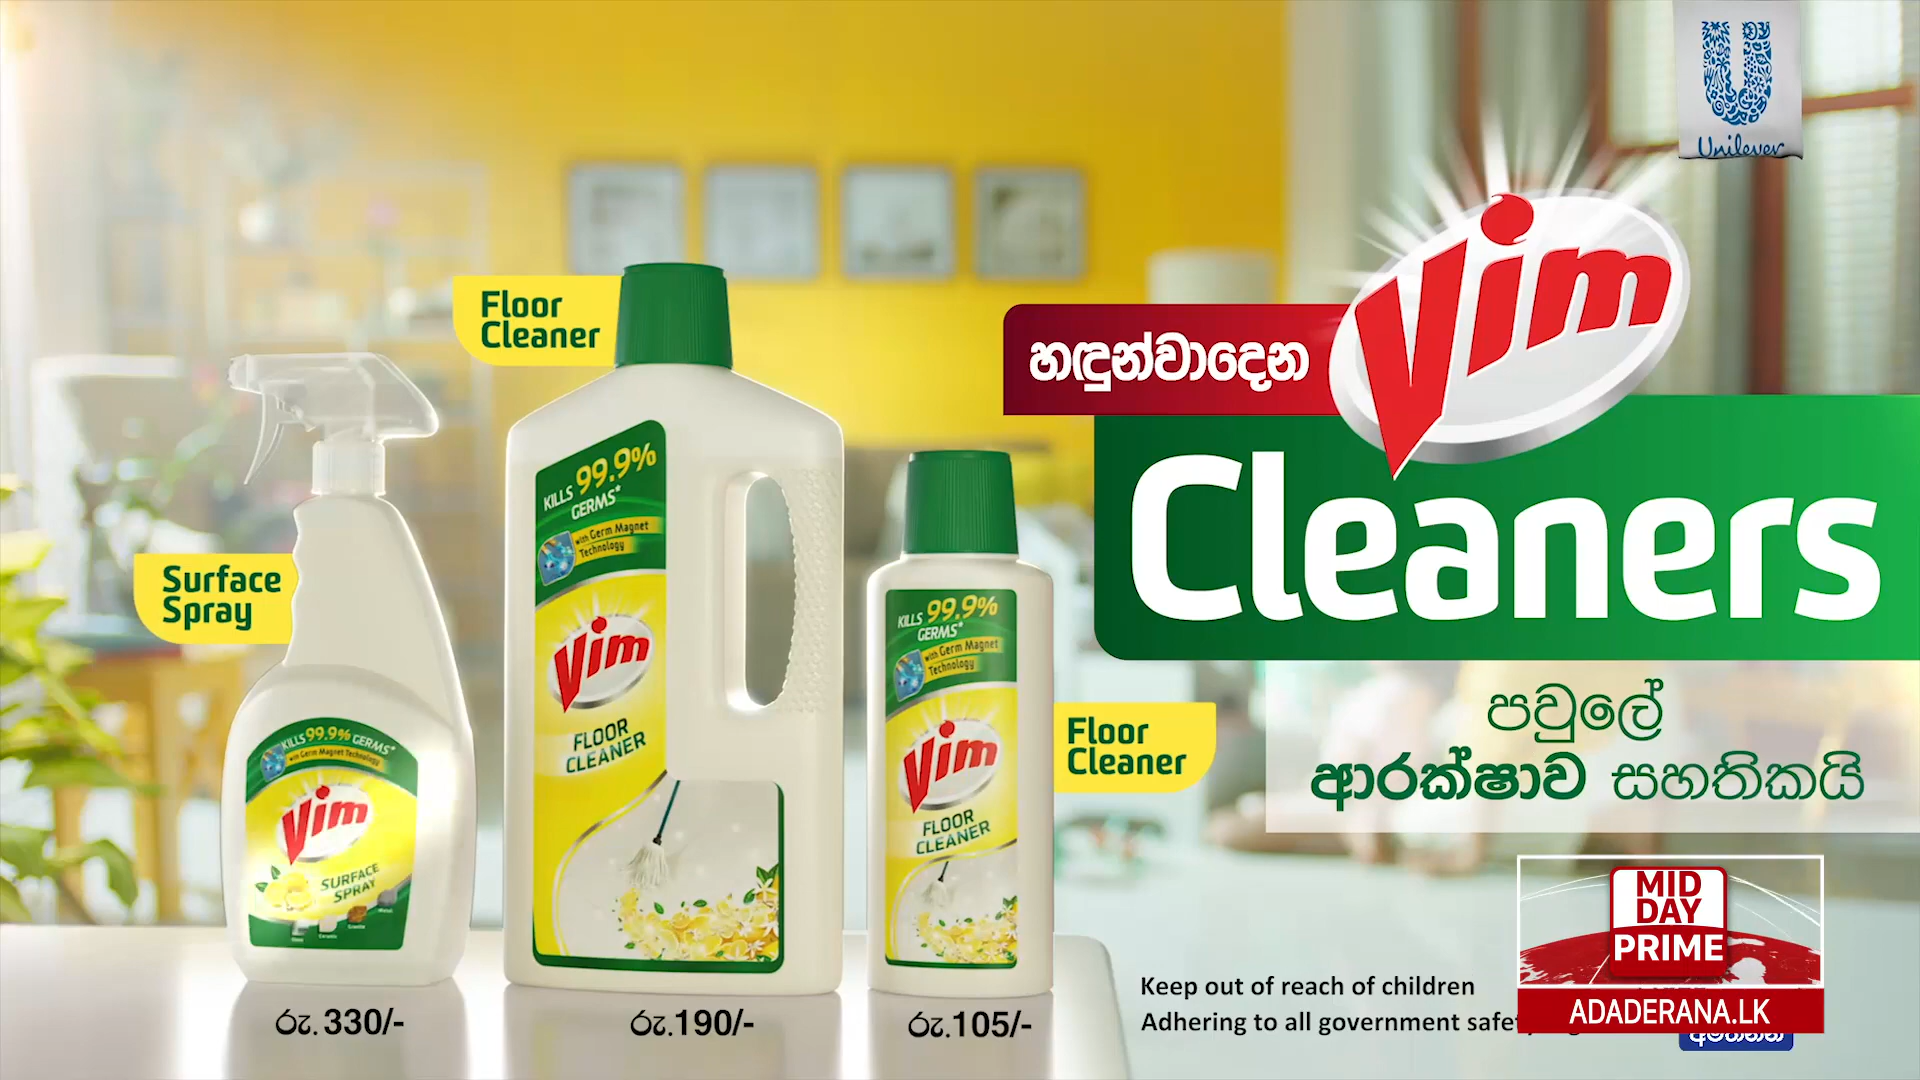 Unilever
Vim
හඳුන්වාදෙන
Cleaners
පවුලේ
ආරක්ෂාව සහතිකයි
Floor
Cleaner
Surface
Spray
Floor
Cleaner
KILLS 99.9% GERMS*
with Germ Magnet Technology
Vim
SURFACE
SPRAY
KILLS 99.9%
GERMS*
with Germ Magnet
Technology
Vim
FLOOR
CLEANER
KILLS 99.9%
GERMS*
with Germ Magnet
Technology
Vim
FLOOR
CLEANER
රු. 330/-
රු.190/-
රු.105/-
Keep out of reach of children
Adhering to all government
MID
DAY
PRIME
ADADERANA.LK